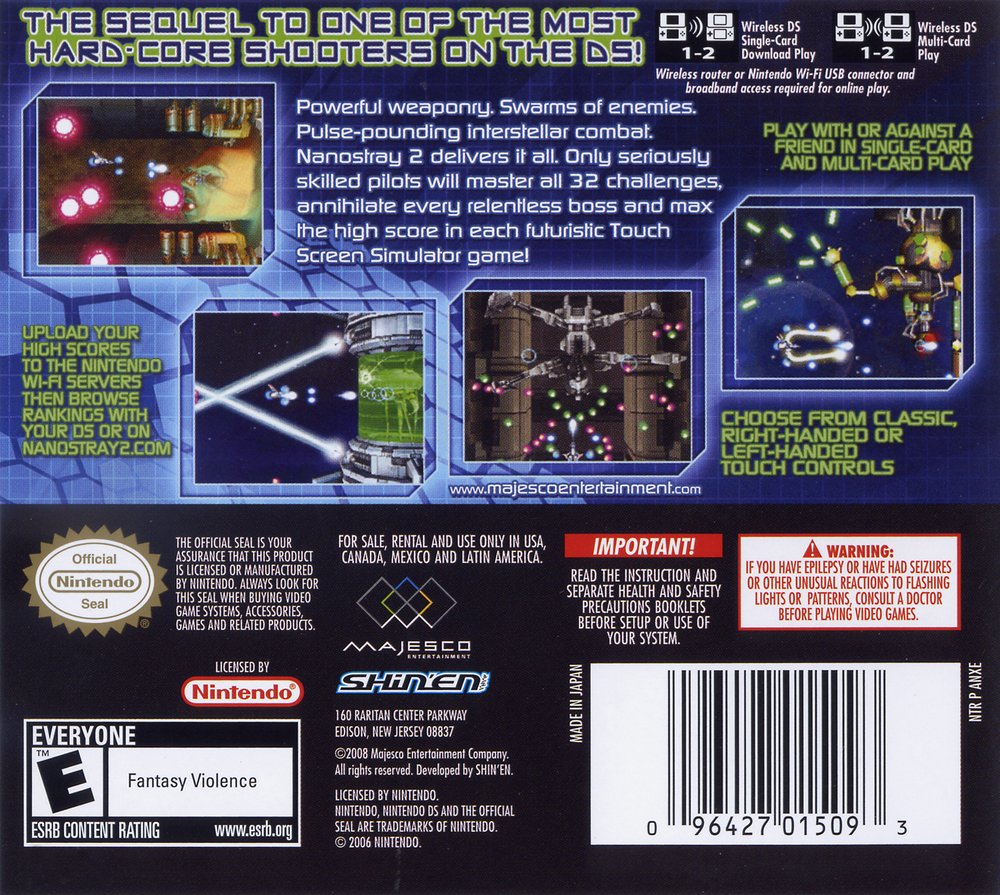 THE SEQUEL TO ONE OF THE MOST
HARD-CORE SHOOTERS ON THE DS!
1-2
Wireless DS
Single-Card
Download Play
1-2
Wireless DS
Multi-Card
Play
Wireless router or Nintendo Wi-Fi USB connector and
broadband access required for online play.
Powerful weaponry. Swarms of enemies.
Pulse-pounding interstellar combat.
Nanostray 2 delivers it all. Only seriously
skilled pilots will master all 32 challenges,
annihilate every relentless boss and max
the high score in each futuristic Touch
Screen Simulator game!
PLAY WITH OR AGAINST A
FRIEND IN SINGLE-CARD
AND MULTI-CARD PLAY
UPLOAD YOUR
HIGH SCORES
TO THE NINTENDO
WI-FI SERVERS
THEN BROWSE
RANKINGS WITH
YOUR DS OR ON
NANOSTRAY2.COM
CHOOSE FROM CLASSIC,
RIGHT-HANDED OR
LEFT-HANDED
TOUCH CONTROLS
www.majescoentertainment.com
Official
Nintendo
Seal
®
THE OFFICIAL SEAL IS YOUR
ASSURANCE THAT THIS PRODUCT
IS LICENSED OR MANUFACTURED
BY NINTENDO. ALWAYS LOOK FOR
THIS SEAL WHEN BUYING VIDEO
GAME SYSTEMS, ACCESSORIES,
GAMES AND RELATED PRODUCTS.
LICENSED BY
Nintendo®
EVERYONE
TM
E
Fantasy Violence
ESRB CONTENT RATING www.esrb.org
FOR SALE, RENTAL AND USE ONLY IN USA,
CANADA, MEXICO AND LATIN AMERICA.
MAJESCO
ENTERTAINMENT
SHIN'EN
160 RARITAN CENTER PARKWAY
EDISON, NEW JERSEY 08837
©2008 Majesco Entertainment Company.
All rights reserved. Developed by SHIN'EN.
LICENSED BY NINTENDO.
NINTENDO, NINTENDO DS AND THE OFFICIAL
SEAL ARE TRADEMARKS OF NINTENDO.
© 2006 NINTENDO.
IMPORTANT!
READ THE INSTRUCTION AND
SEPARATE HEALTH AND SAFETY
PRECAUTIONS BOOKLETS
BEFORE SETUP OR USE OF
YOUR SYSTEM.
WARNING:
IF YOU HAVE EPILEPSY OR HAVE HAD SEIZURES
OR OTHER UNUSUAL REACTIONS TO FLASHING
LIGHTS OR PATTERNS, CONSULT A DOCTOR
BEFORE PLAYING VIDEO GAMES.
MADE IN JAPAN
0 96427 01509 3
NTR P ANXE